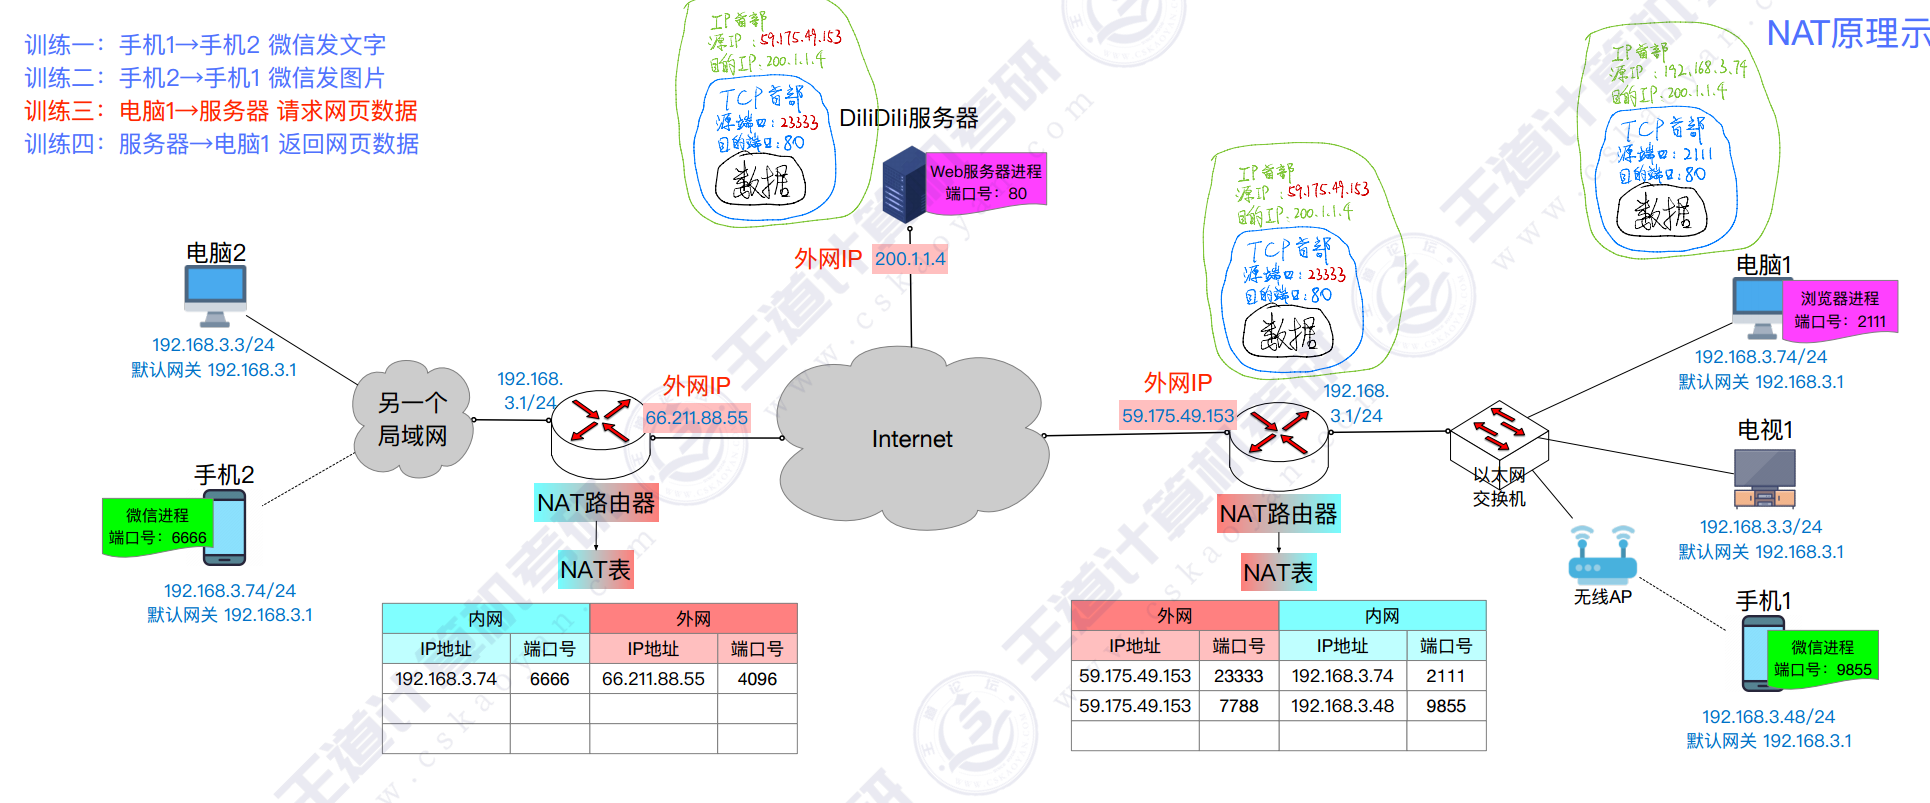 NAT原理示
训练一：手机1→手机2 微信发文字
训练二：手机2→手机1 微信发图片
训练三：电脑1→服务器 请求网页数据
训练四：服务器→电脑1 返回网页数据
IP首部
源IP：59.175.49.153
目的IP：200.1.1.4
TCP首部
源端口：23333
目的端口：80
数据
DiliDili服务器
Web服务器进程
端口号：80
外网IP 200.1.1.4
IP首部
源IP：59.175.49.153
目的IP：200.1.1.4
TCP首部
源端口：23333
目的端口：80
数据
IP首部
源IP：192.168.3.74
目的IP：200.1.1.4
TCP首部
源端口：2111
目的端口：80
数据
电脑2
192.168.3.3/24
默认网关 192.168.3.1
另一个
局域网
手机2
微信进程
端口号：6666
192.168.3.74/24
默认网关 192.168.3.1
192.168.
3.1/24
外网IP
66.211.88.55
NAT路由器
NAT表
内网 外网
IP地址 端口号 IP地址 端口号
192.168.3.74 6666 66.211.88.55 4096
Internet
外网IP
59.175.49.153
192.168.
3.1/24
NAT路由器
NAT表
外网 内网
IP地址 端口号 IP地址 端口号
59.175.49.153 23333 192.168.3.74 2111
59.175.49.153 7788 192.168.3.48 9855
以太网
交换机
电脑1
浏览器进程
端口号：2111
192.168.3.74/24
默认网关 192.168.3.1
电视1
192.168.3.3/24
默认网关 192.168.3.1
无线AP
手机1
微信进程
端口号：9855
192.168.3.48/24
默认网关 192.168.3.1
王道计算机考研
www.cskaoyan.com